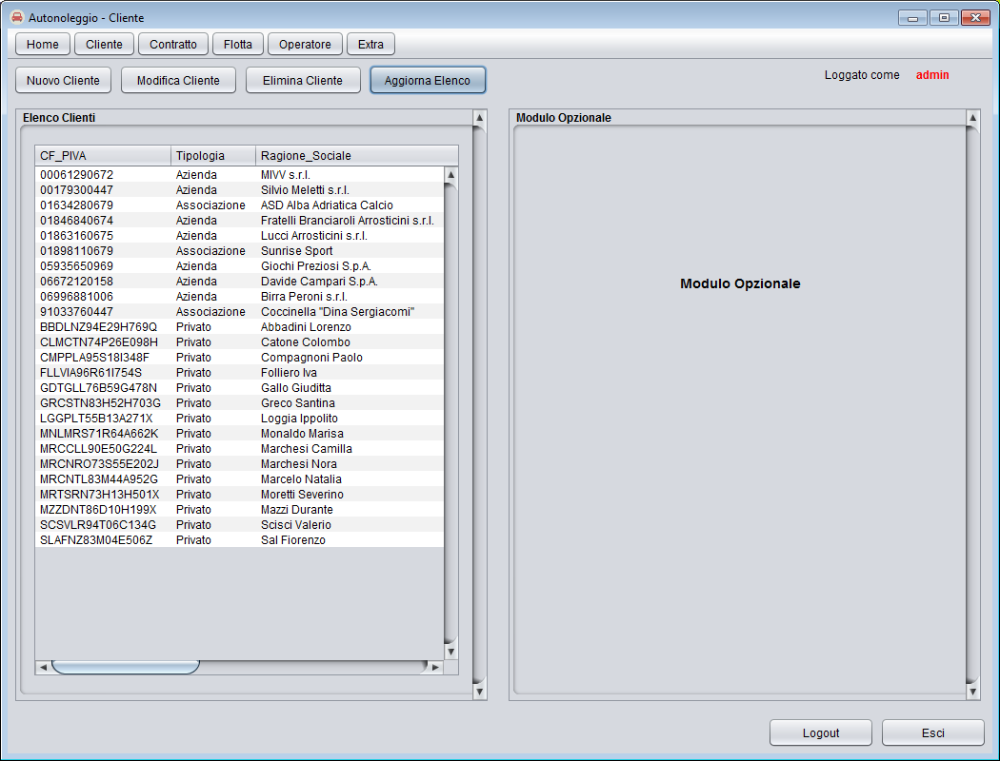 Autonoleggio - Cliente
Home Cliente Contratto Flotta Operatore Extra
Nuovo Cliente Modifica Cliente Elimina Cliente Aggiorna Elenco Loggato come admin
Elenco Clienti
CF_PIVA Tipologia Ragione_Sociale
00061290672 Azienda MIVV s.r.l.
00179300447 Azienda Silvio Meletti s.r.l.
01634280679 Associazione ASD Alba Adriatica Calcio
01846840674 Azienda Fratelli Branciaroli Arrosticini s.r.l.
01863160675 Azienda Lucci Arrosticini s.r.l.
01898110679 Associazione Sunrise Sport
05935650969 Azienda Giochi Preziosi S.p.A.
06672120158 Azienda Davide Campari S.p.A.
06996881006 Azienda Birra Peroni s.r.l.
91033760447 Associazione Coccinella "Dina Sergiacomi"
BBDLNZ94E29H769Q Privato Abbadini Lorenzo
CLMCTN74P26E098H Privato Catone Colombo
CMPPLA95S18I348F Privato Compagnoni Paolo
FLLVIA96R61I754S Privato Folliero Iva
GDTGLL76B59G478N Privato Gallo Giuditta
GRCSTN83H52H703G Privato Greco Santina
LGGPLT55B13A271X Privato Loggia Ippolito
MNLMRS71R64A662K Privato Monaldo Marisa
MRCCLL90E50G224L Privato Marchesi Camilla
MRCNRO73S55E202J Privato Marchesi Nora
MRCNTL83M44A952G Privato Marcelo Natalia
MRTSRN73H13H501X Privato Moretti Severino
MZZDNT86D10H199X Privato Mazzi Durante
SCSVLR94T06C134G Privato Scisci Valerio
SLAFNZ83M04E506Z Privato Sal Fiorenzo
Modulo Opzionale
Modulo Opzionale
Logout Esci